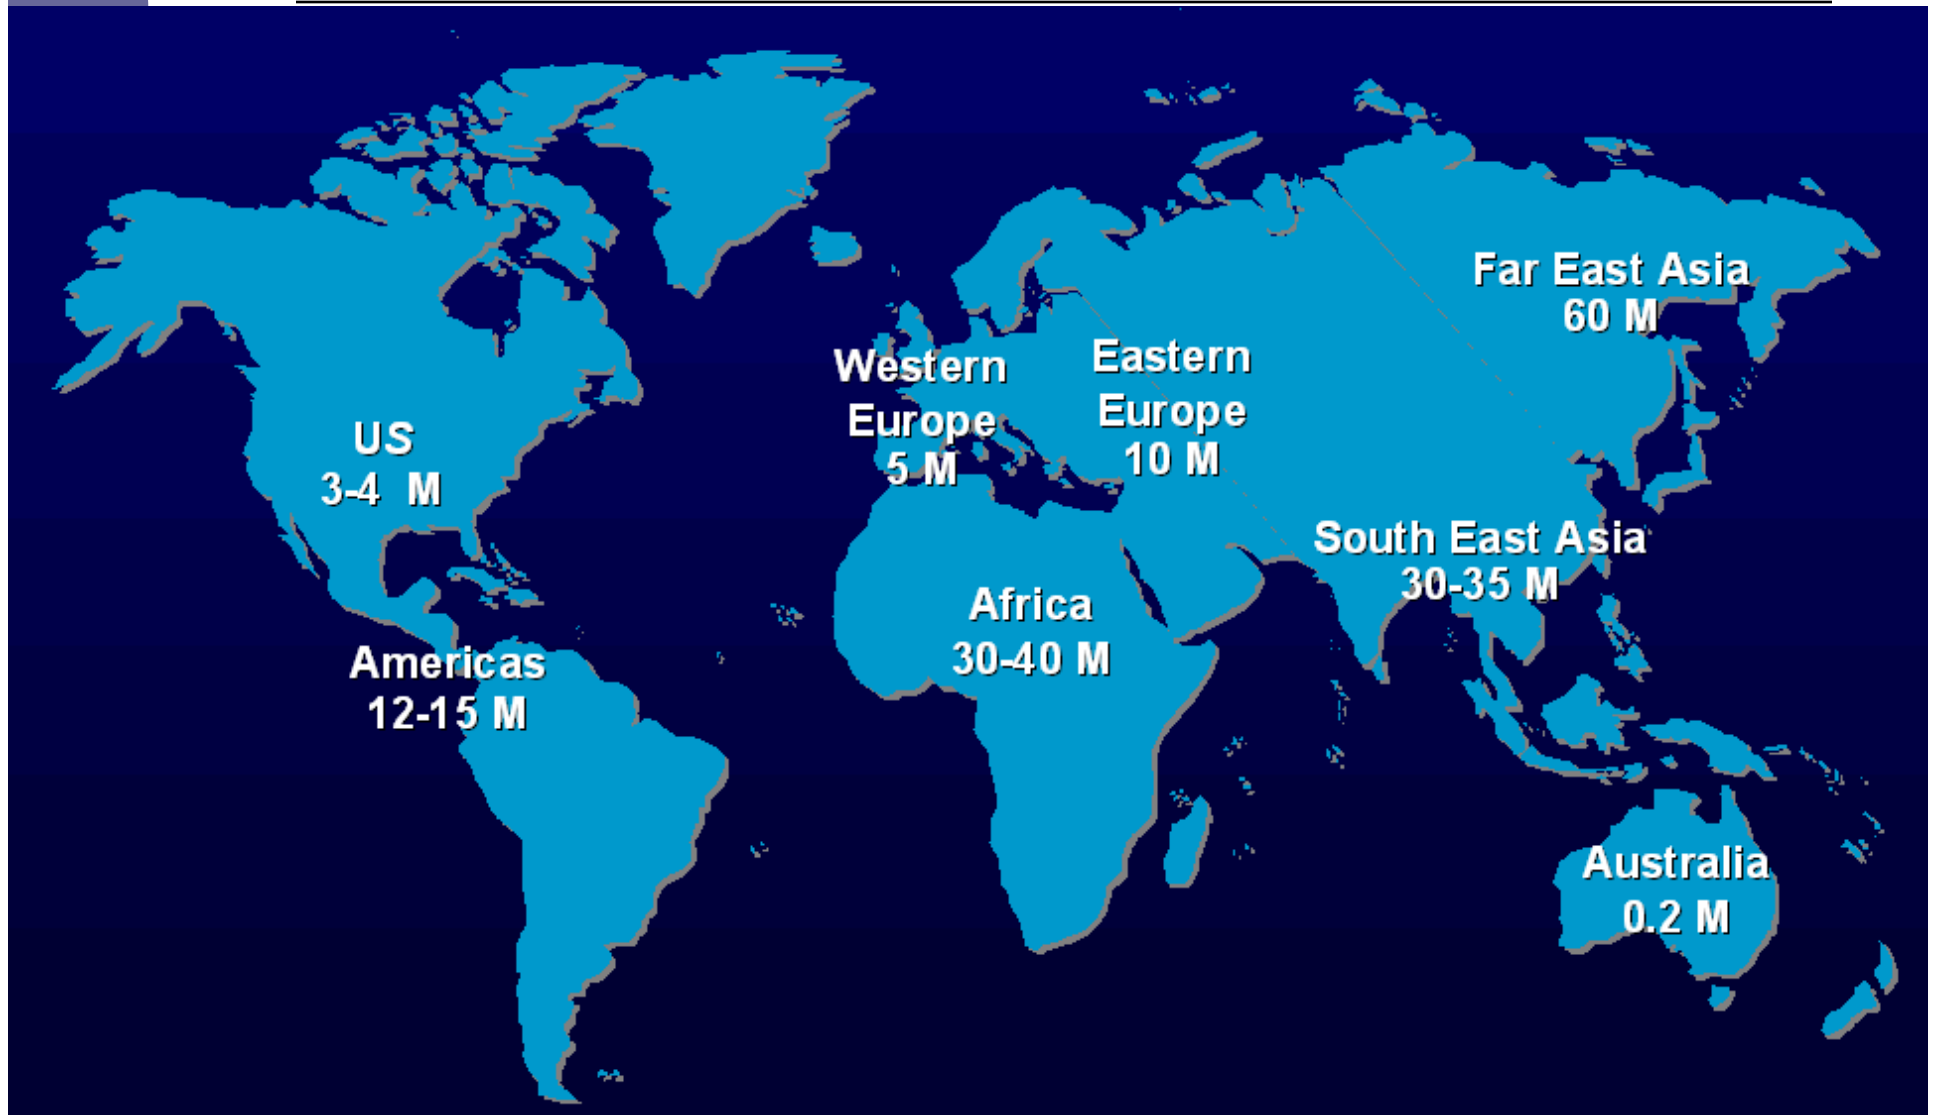 Far East Asia
60 M
Western
Europe
5 M
Eastern
Europe
10 M
US
3-4 M
South East Asia
30-35 M
Africa
30-40 M
Americas
12-15 M
Australia
0.2 M